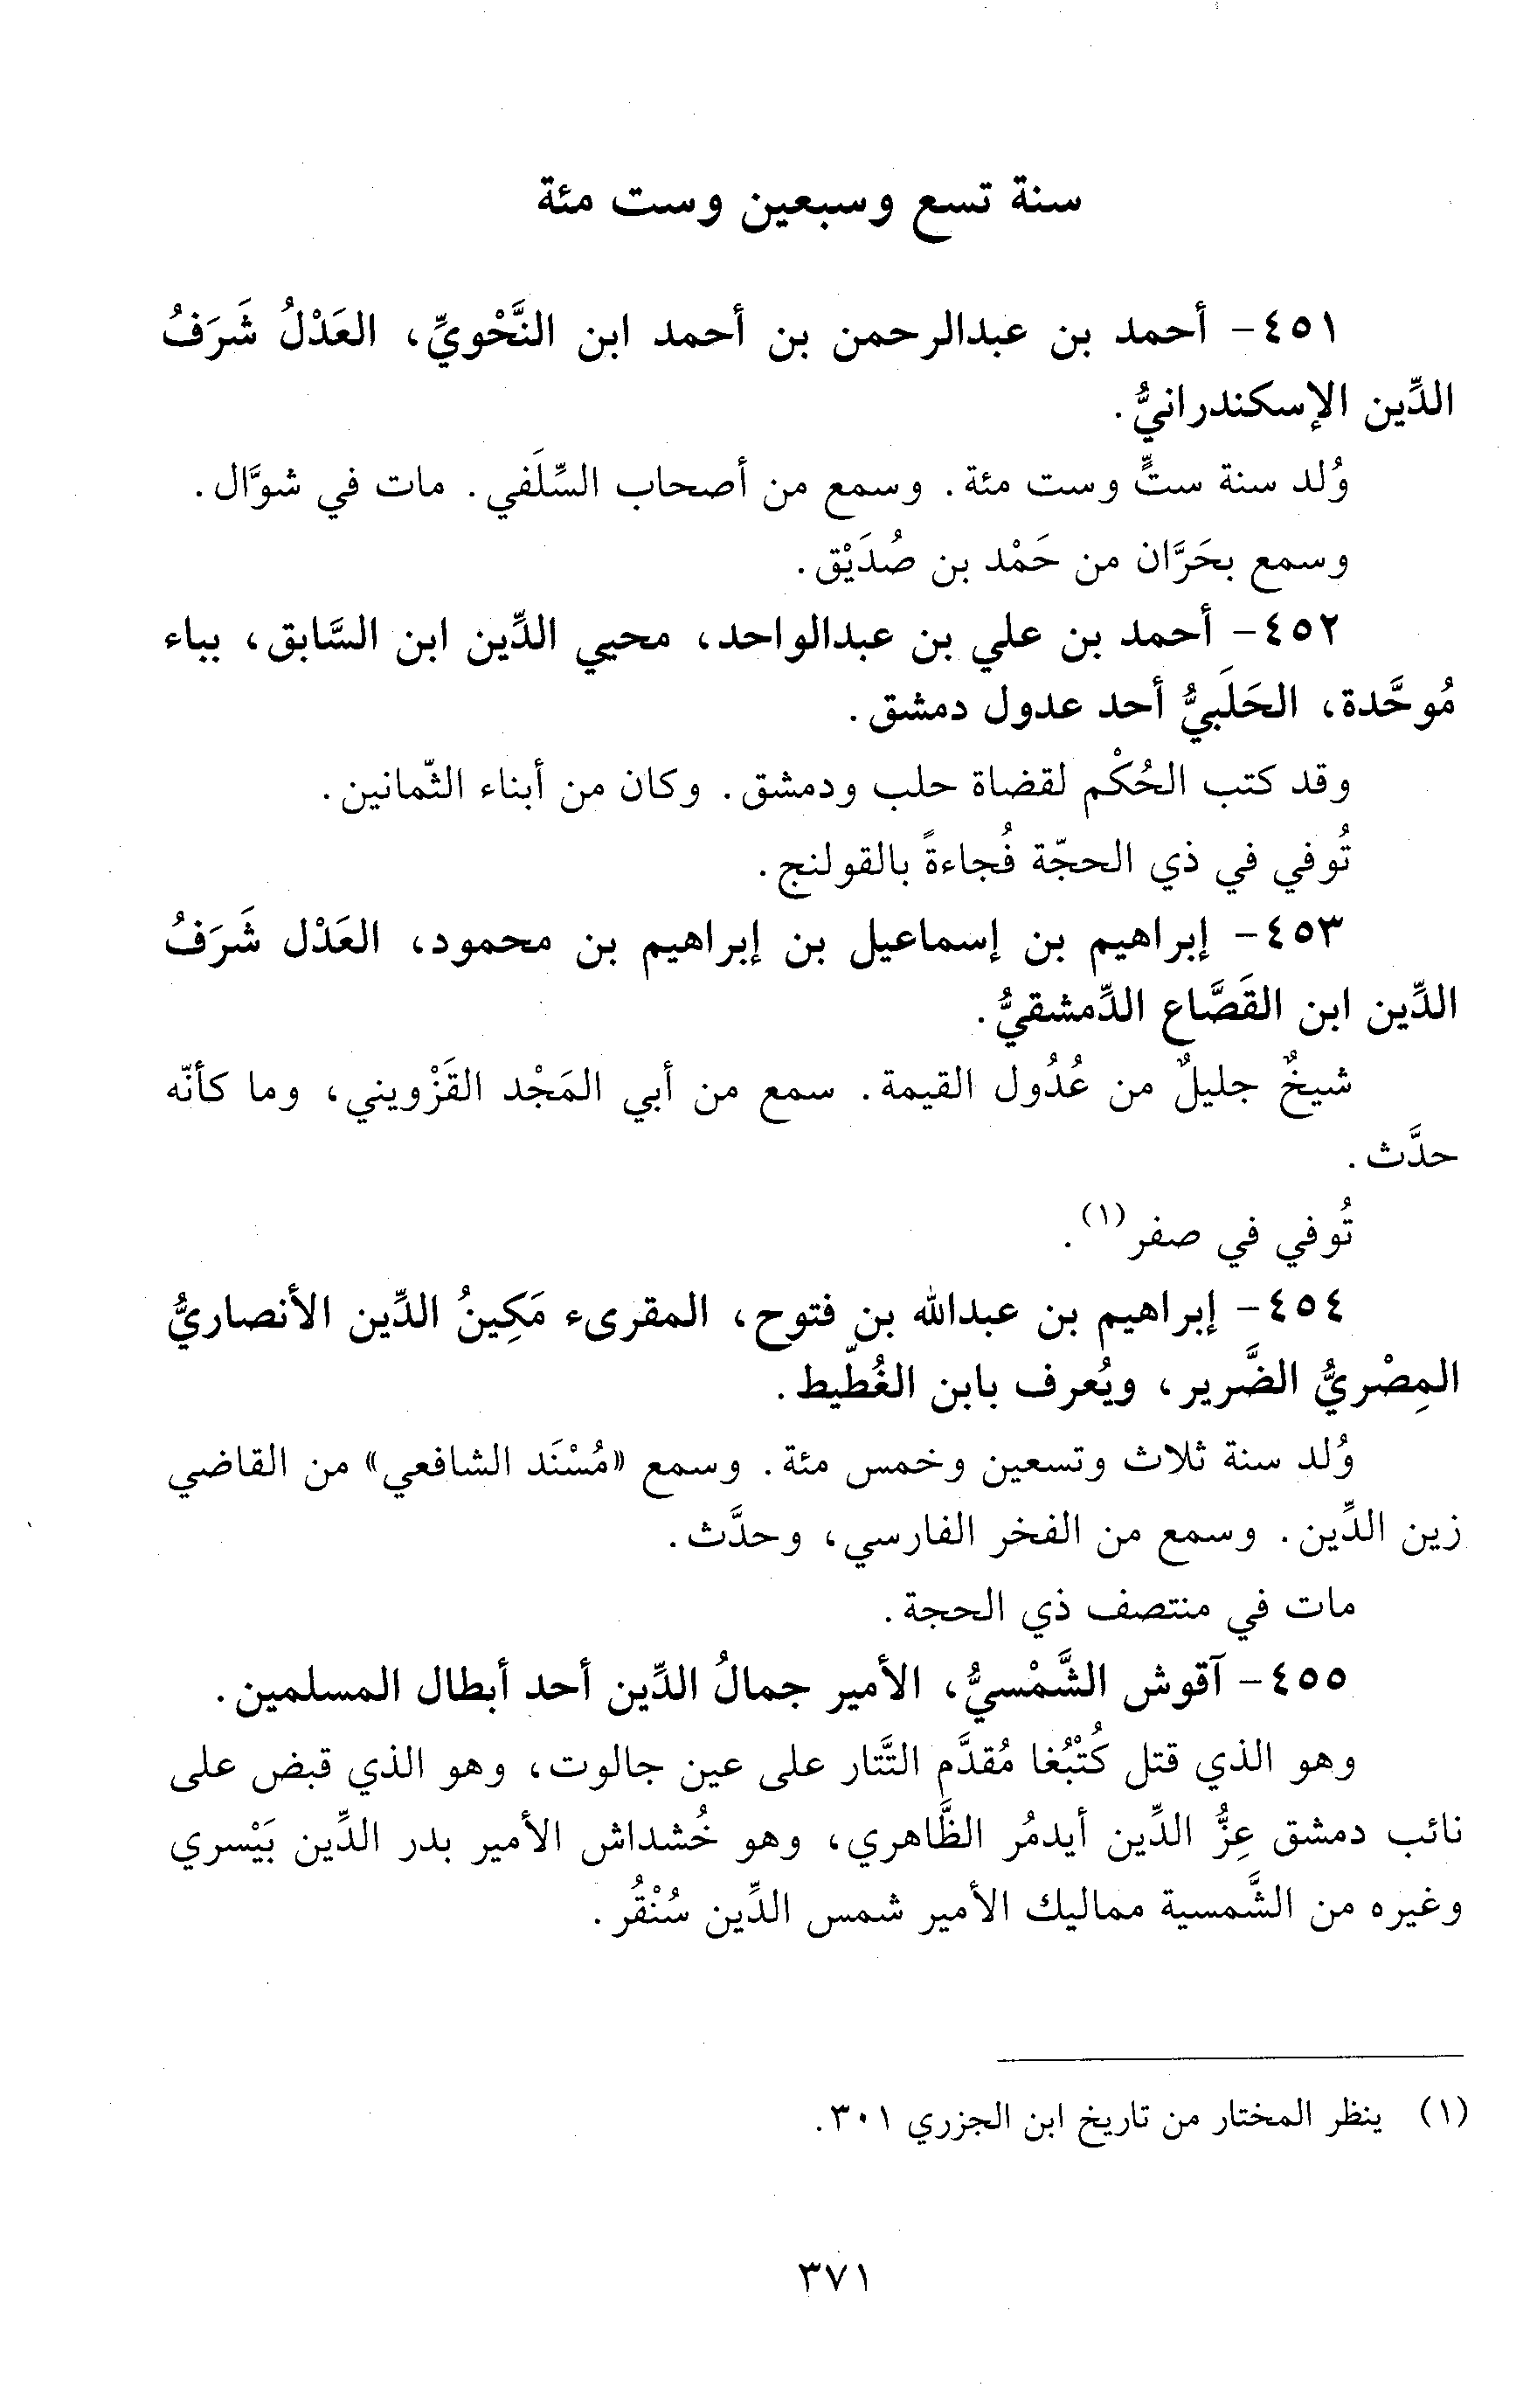 سنة تسع وسبعين وست مئة
٤٥١- أحمد بن عبدالرحمن بن أحمد ابن النَّحْويِّ، العَدْلُ شَرَفُ
الدِّين الإسكندرانيُّ.
وُلد سنة ستٍّ وست مئة. وسمع من أصحاب السِّلَفي. مات في شوَّال.
وسمع بحَرَّان من حَمْد بن صُدَيْق.
٤٥٢- أحمد بن علي بن عبدالواحد، محيي الدِّين ابن السَّابق، بباء
مُوحَّدة، الحَلَبيُّ أحد عدول دمشق.
وقد كتب الحُكْم لقضاة حلب ودمشق. وكان من أبناء الثّمانين.
تُوفي في ذي الحجّة فُجاءةً بالقولنج.
٤٥٣- إبراهيم بن إسماعيل بن إبراهيم بن محمود، العَدْل شَرَفُ
الدِّين ابن القَصَّاع الدِّمشقيُّ.
شيخٌ جليلٌ من عُدُول القيمة. سمع من أبي المَجْد القَزْويني، وما كأنّه
حدَّث.
تُوفي في صفر(١).
٤٥٤- إبراهيم بن عبدالله بن فتوح، المقرىء مَكِينُ الدِّين الأنصاريُّ
المِصْريُّ الضَّرير، ويُعرف بابن الغُطّيط.
وُلد سنة ثلاث وتسعين وخمس مئة. وسمع «مُسْنَد الشافعي» من القاضي
زين الدِّين. وسمع من الفخر الفارسي، وحدَّث.
مات في منتصف ذي الحجة.
٤٥٥- آقوش الشَّمْسيُّ، الأمير جمالُ الدِّين أحد أبطال المسلمين.
وهو الذي قتل كُتْبُغا مُقدَّم التَّتار على عين جالوت، وهو الذي قبض على
نائب دمشق عِزُّ الدِّين أيدمُر الظَّاهري، وهو خُشداش الأمير بدر الدِّين بَيْسري
وغيره من الشَّمسية مماليك الأمير شمس الدِّين سُنْقُر.
(١) ينظر المختار من تاريخ ابن الجزري ٣٠١.
٣٧١